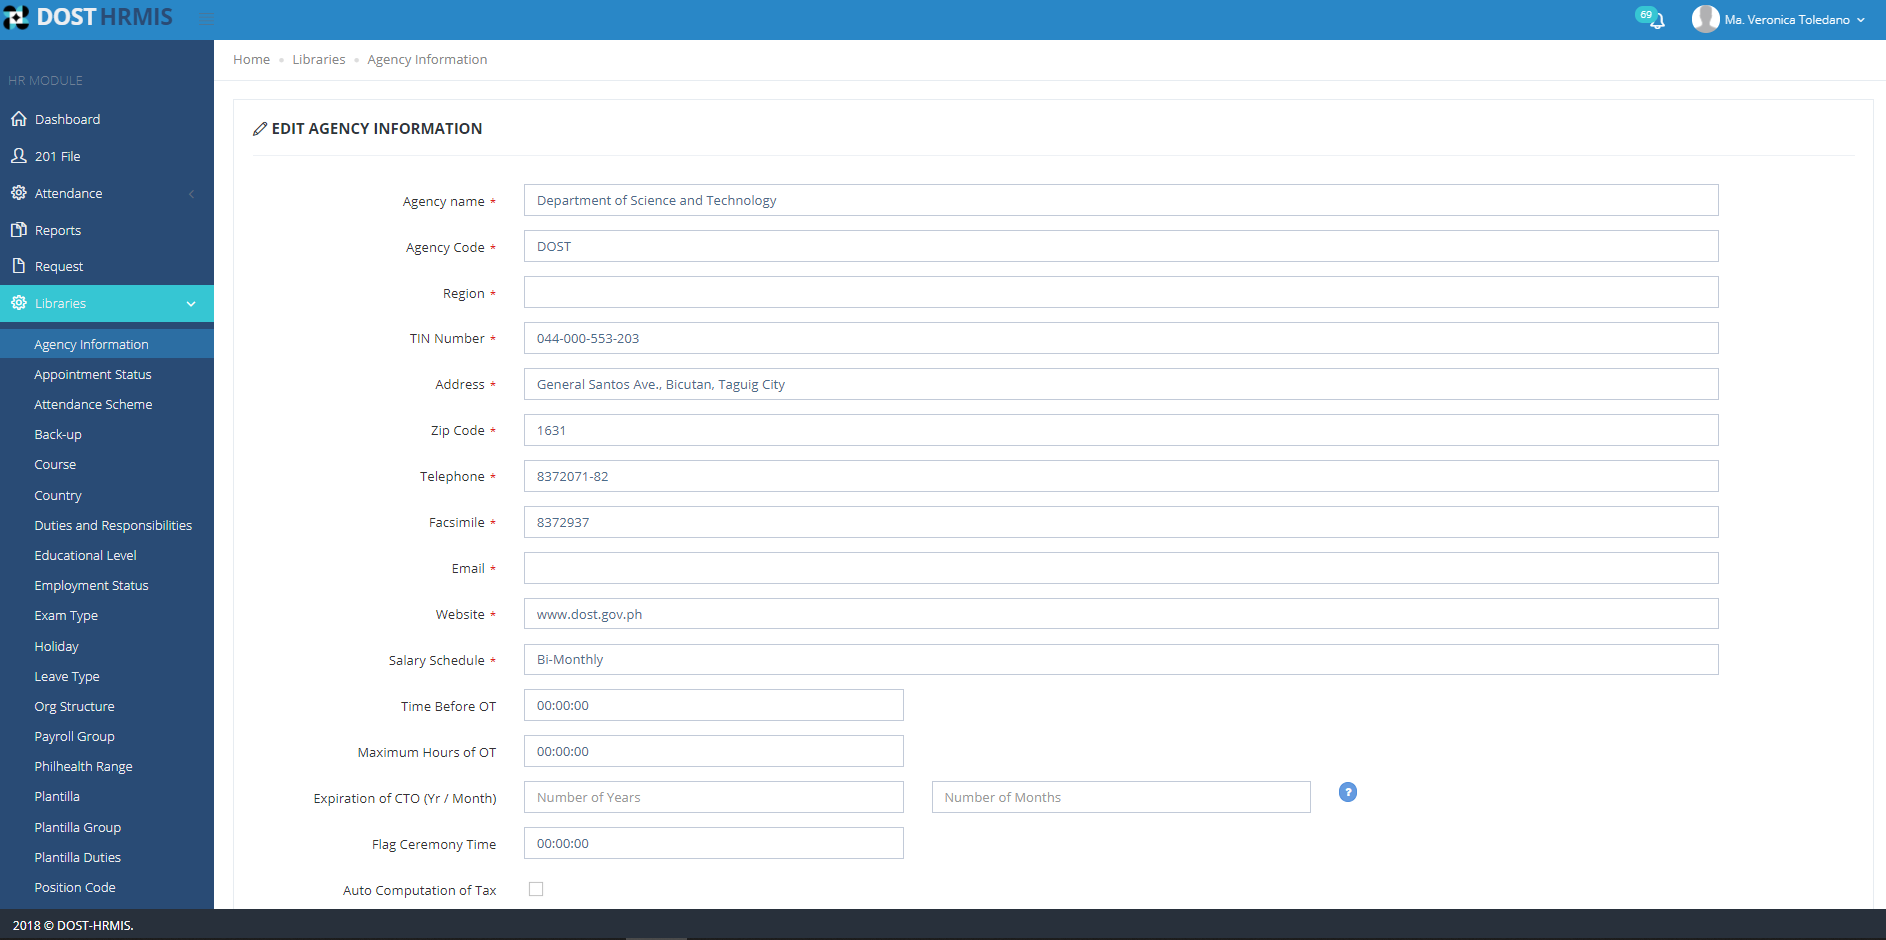 DOST HRMIS
69
Ma. Veronica Toledano
HR MODULE
Dashboard
201 File
Attendance
Reports
Request
Libraries
Agency Information
Appointment Status
Attendance Scheme
Back-up
Course
Country
Duties and Responsibilities
Educational Level
Employment Status
Exam Type
Holiday
Leave Type
Org Structure
Payroll Group
Philhealth Range
Plantilla
Plantilla Group
Plantilla Duties
Position Code
Home • Libraries • Agency Information
EDIT AGENCY INFORMATION
Agency name * Department of Science and Technology
Agency Code * DOST
Region *
TIN Number * 044-000-553-203
Address * General Santos Ave., Bicutan, Taguig City
Zip Code * 1631
Telephone * 8372071-82
Facsimile * 8372937
Email *
Website * www.dost.gov.ph
Salary Schedule * Bi-Monthly
Time Before OT 00:00:00
Maximum Hours of OT 00:00:00
Expiration of CTO (Yr / Month) Number of Years Number of Months ?
Flag Ceremony Time 00:00:00
Auto Computation of Tax
2018 © DOST-HRMIS.